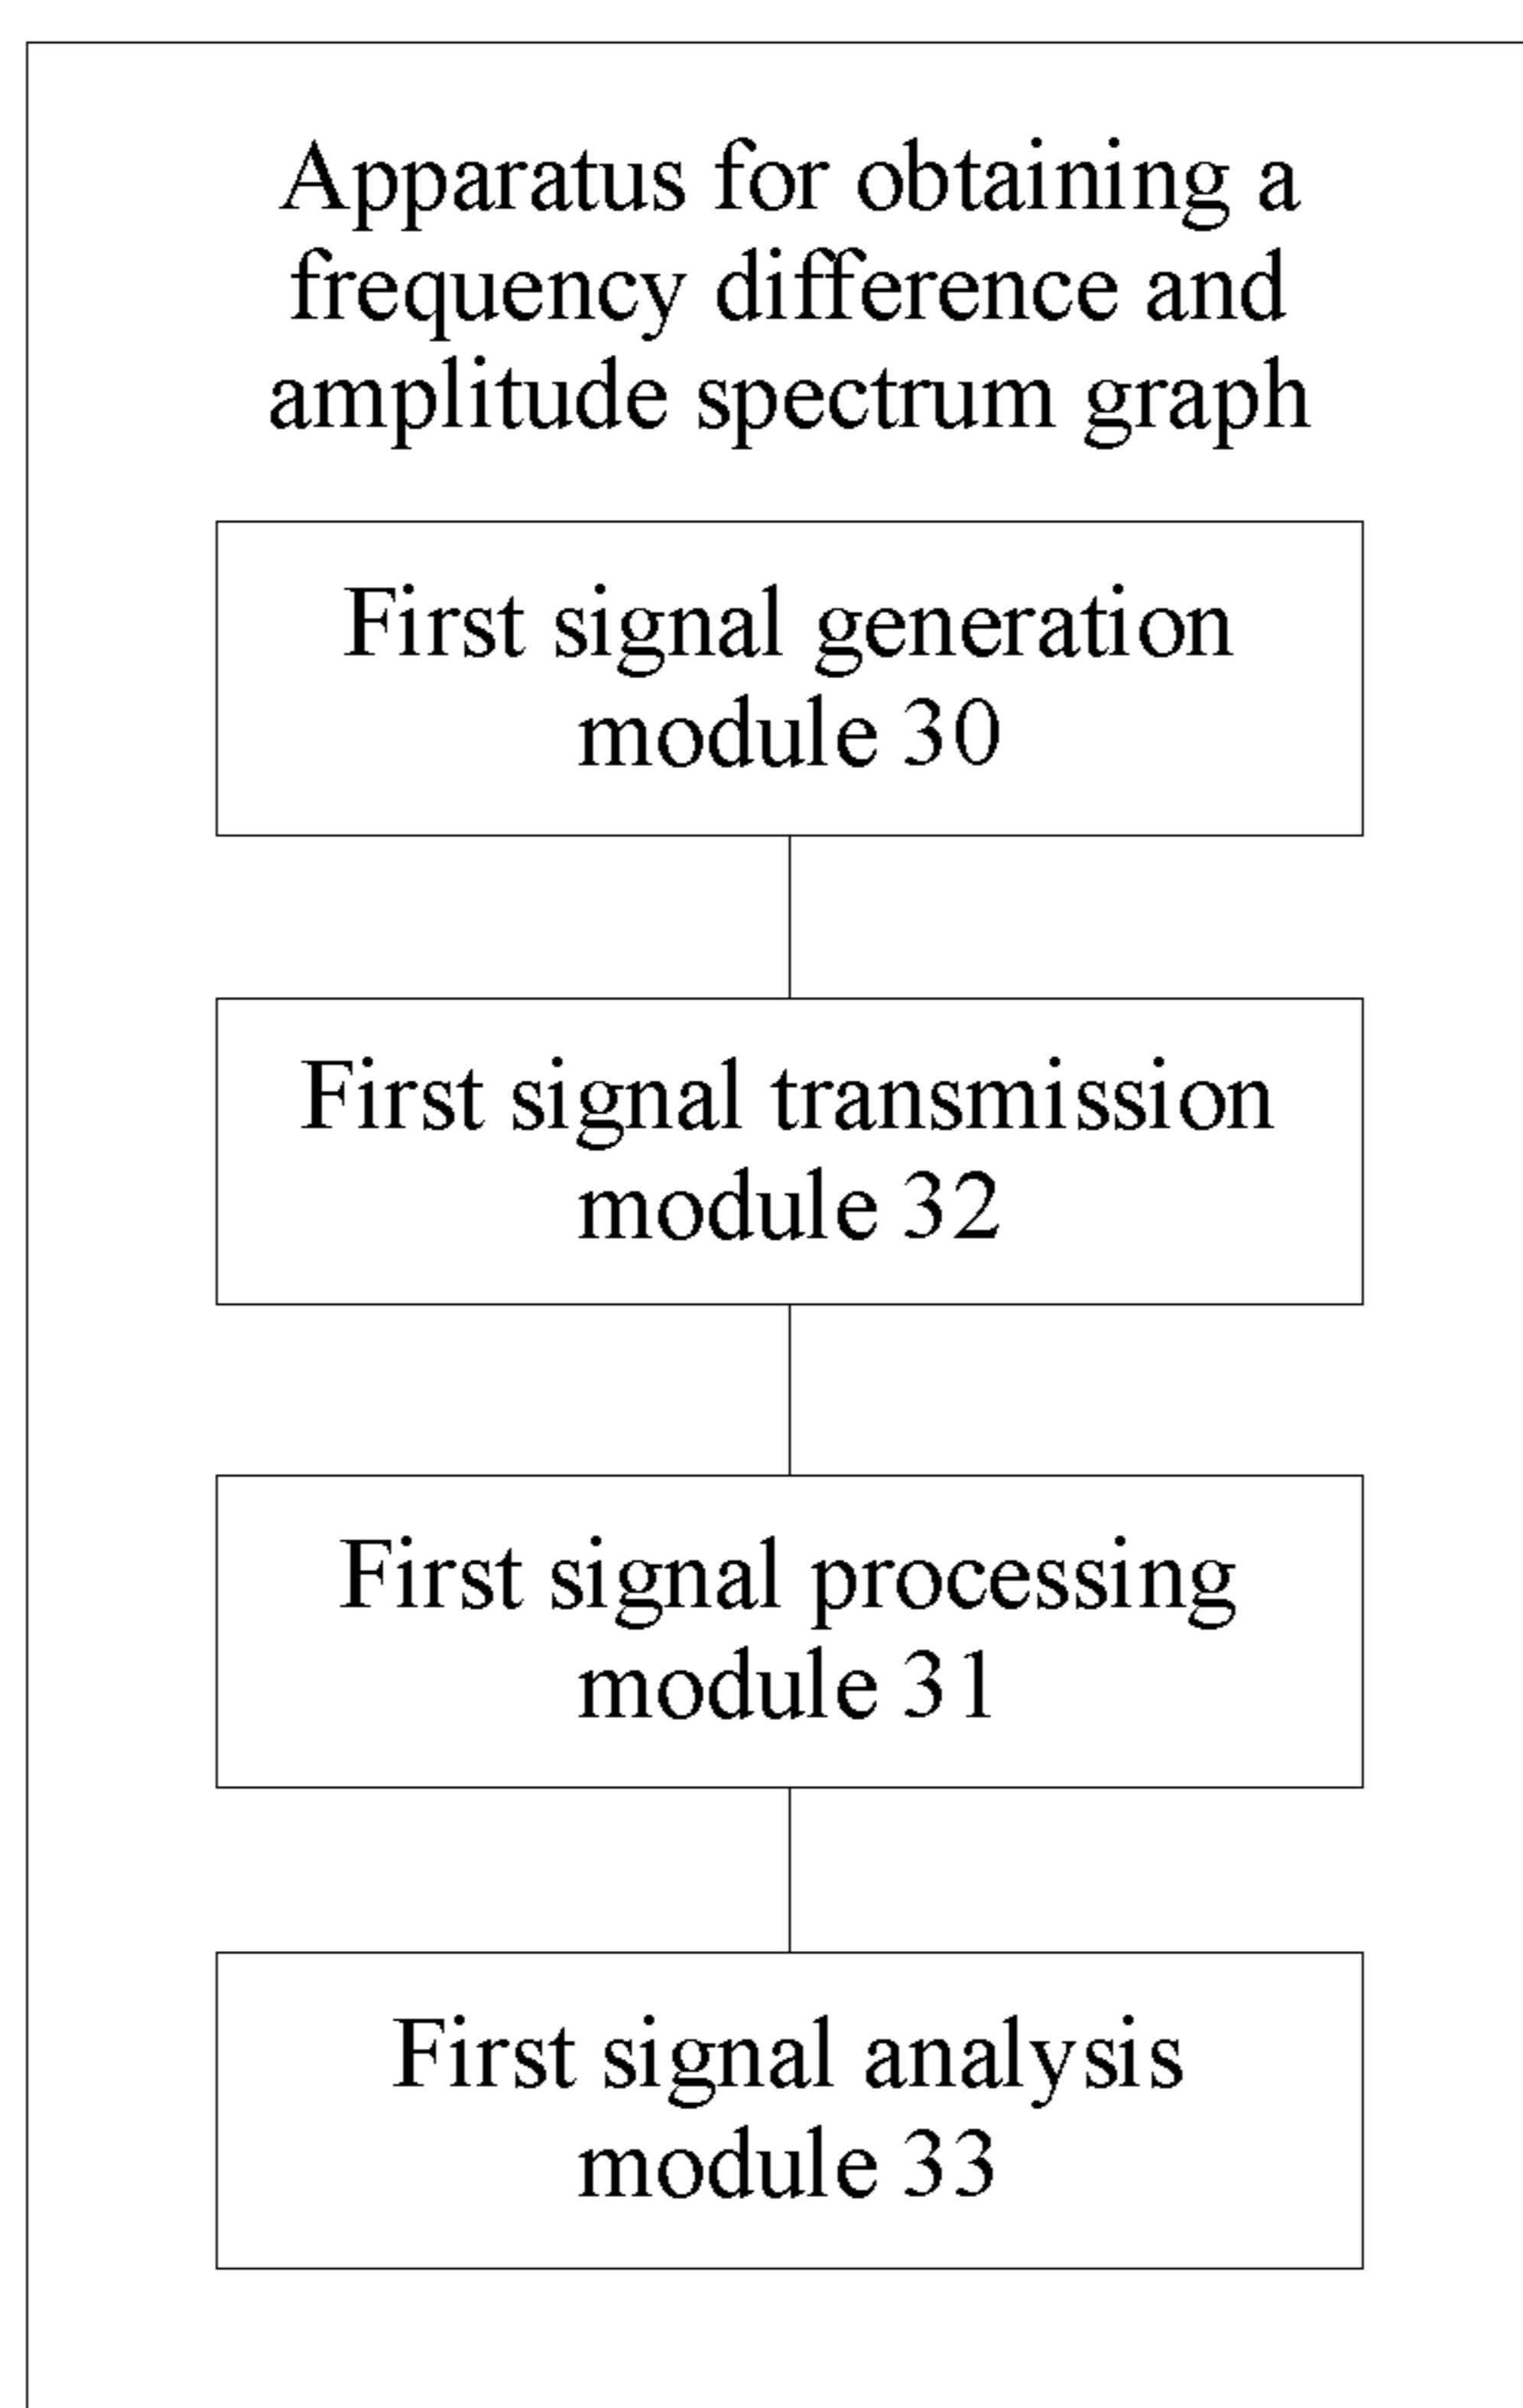 Apparatus for obtaining a
frequency difference and
amplitude spectrum graph
First signal generation
module 30
First signal transmission
module 32
First signal processing
module 31
First signal analysis
module 33